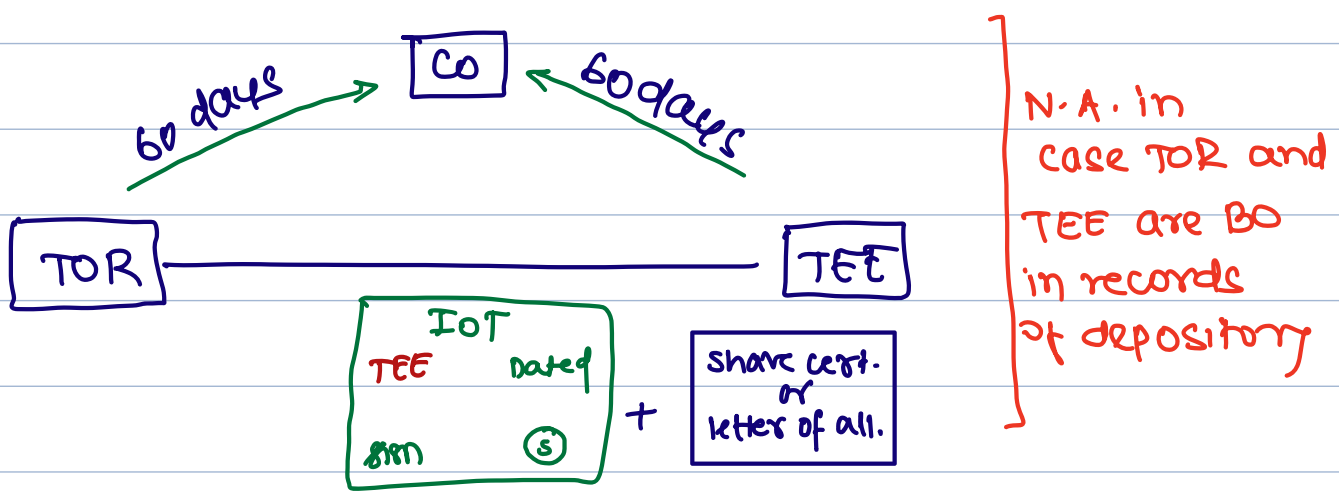 CO
60 days
60 days
TOR
TEE
IOT
TEE Dated
sign S
+
share cert.
or
letter of all.
N.A. in
case TOR and
TEE are BO
in records
of depository